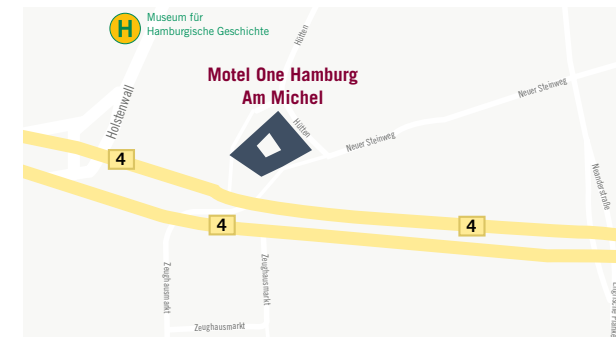 H
Museum für
Hamburgische Geschichte
Hütten
Motel One Hamburg
Am Michel
Holstenwall
Hütten
Neuer Steinweg
Neuer Steinweg
4
Neanderstraße
4
4
Zeughausmarkt
Zeughausmarkt
Zeughausmarkt